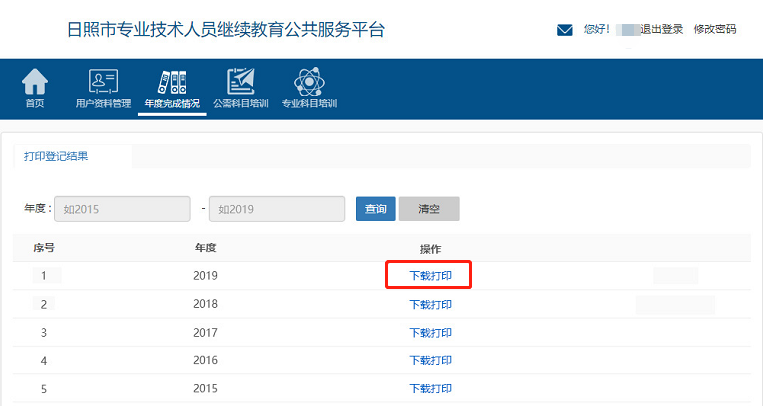 日照市专业技术人员继续教育公共服务平台
您好! 退出登录 修改密码
首页 用户资料管理 年度完成情况 公需科目培训 专业科目培训
打印登记结果
年度: 如2015 - 如2019 查询 清空
序号 年度 操作
1 2019 下载打印
2 2018 下载打印
3 2017 下载打印
4 2016 下载打印
5 2015 下载打印